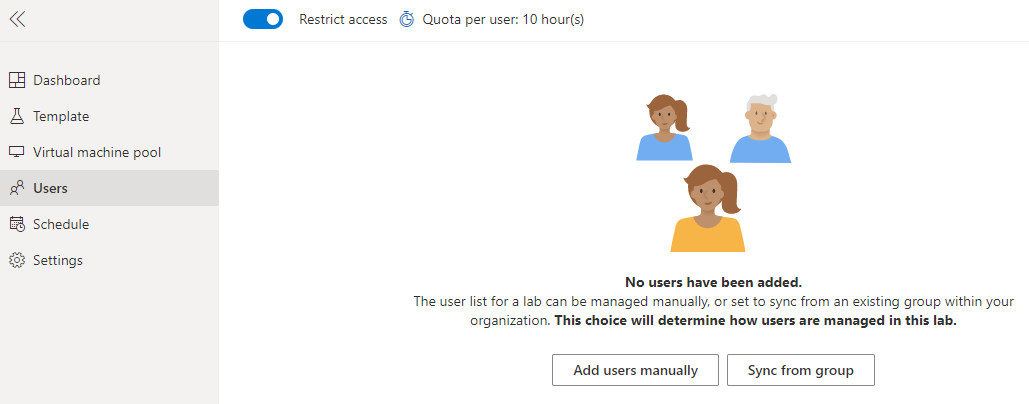 Restrict access
Quota per user: 10 hour(s)
Dashboard
Template
Virtual machine pool
Users
Schedule
Settings
No users have been added.
The user list for a lab can be managed manually, or set to sync from an existing group within your
organization. This choice will determine how users are managed in this lab.
Add users manually
Sync from group